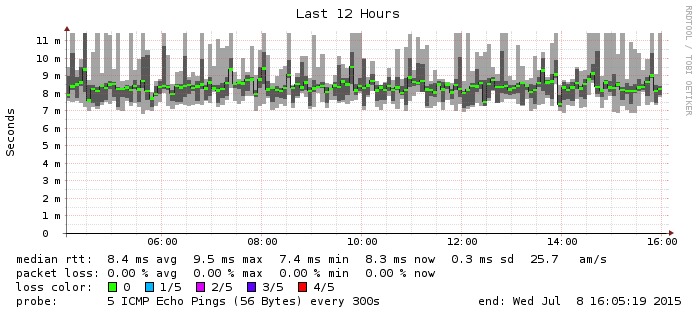 Last 12 Hours
RRDTOOL / TOBI OETIKER
Seconds
11 m
10 m
9 m
8 m
7 m
6 m
5 m
4 m
3 m
2 m
1 m
0
06:00 08:00 10:00 12:00 14:00 16:00
median rtt: 8.4 ms avg 9.5 ms max 7.4 ms min 8.3 ms now 0.3 ms sd 25.7 am/s
packet loss: 0.00 % avg 0.00 % max 0.00 % min 0.00 % now
loss color: 0 1/5 2/5 3/5 4/5
probe: 5 ICMP Echo Pings (56 Bytes) every 300s end: Wed Jul 8 16:05:19 2015